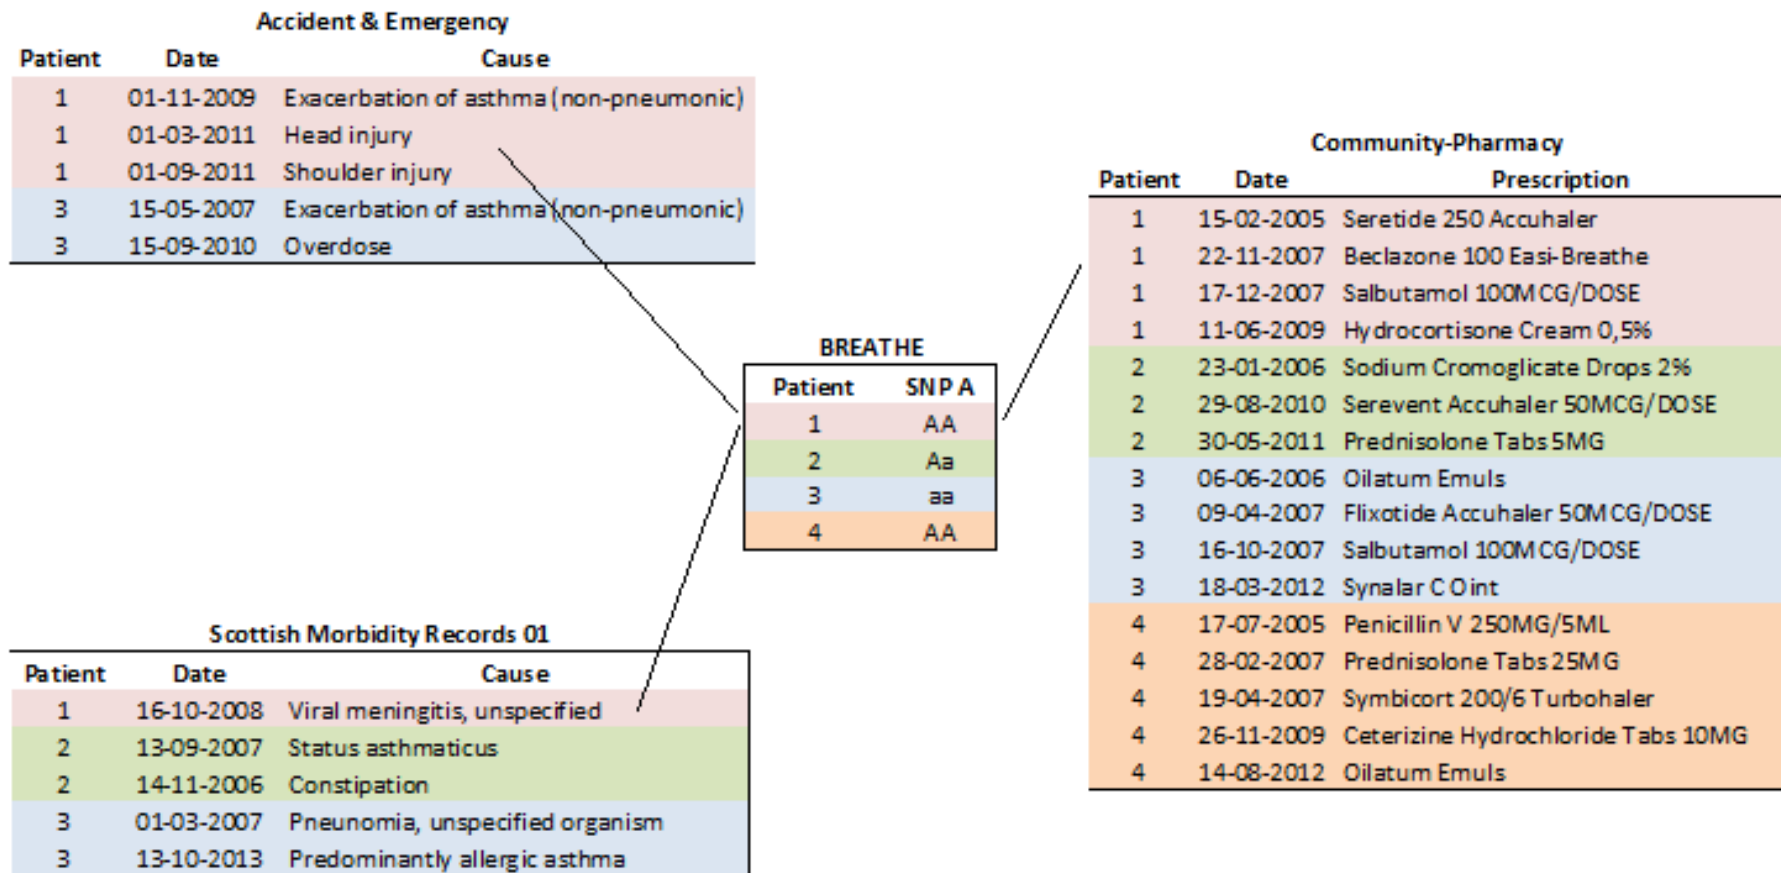 Accident & Emergency
Patient Date Cause
1 01-11-2009 Exacerbation of asthma (non-pneumonic)
1 01-03-2011 Head injury
1 01-09-2011 Shoulder injury
3 15-05-2007 Exacerbation of asthma (non-pneumonic)
3 15-09-2010 Overdose
BREATHE
Patient SNP A
1 AA
2 Aa
3 aa
4 AA
Scottish Morbidity Records 01
Patient Date Cause
1 16-10-2008 Viral meningitis, unspecified
2 13-09-2007 Status asthmaticus
2 14-11-2006 Constipation
3 01-03-2007 Pneunomia, unspecified organism
3 13-10-2013 Predominantly allergic asthma
Community-Pharmacy
Patient Date Prescription
1 15-02-2005 Seretide 250 Accuhaler
1 22-11-2007 Beclazone 100 Easi-Breathe
1 17-12-2007 Salbutamol 100MCG/DOSE
1 11-06-2009 Hydrocortisone Cream 0,5%
2 23-01-2006 Sodium Cromoglicate Drops 2%
2 29-08-2010 Serevent Accuhaler 50MCG/DOSE
2 30-05-2011 Prednisolone Tabs 5MG
3 06-06-2006 Oilatum Emuls
3 09-04-2007 Flixotide Accuhaler 50MCG/DOSE
3 16-10-2007 Salbutamol 100MCG/DOSE
3 18-03-2012 Synalar C Oint
4 17-07-2005 Penicillin V 250MG/5ML
4 28-02-2007 Prednisolone Tabs 25MG
4 19-04-2007 Symbicort 200/6 Turbohaler
4 26-11-2009 Ceterizine Hydrochloride Tabs 10MG
4 14-08-2012 Oilatum Emuls